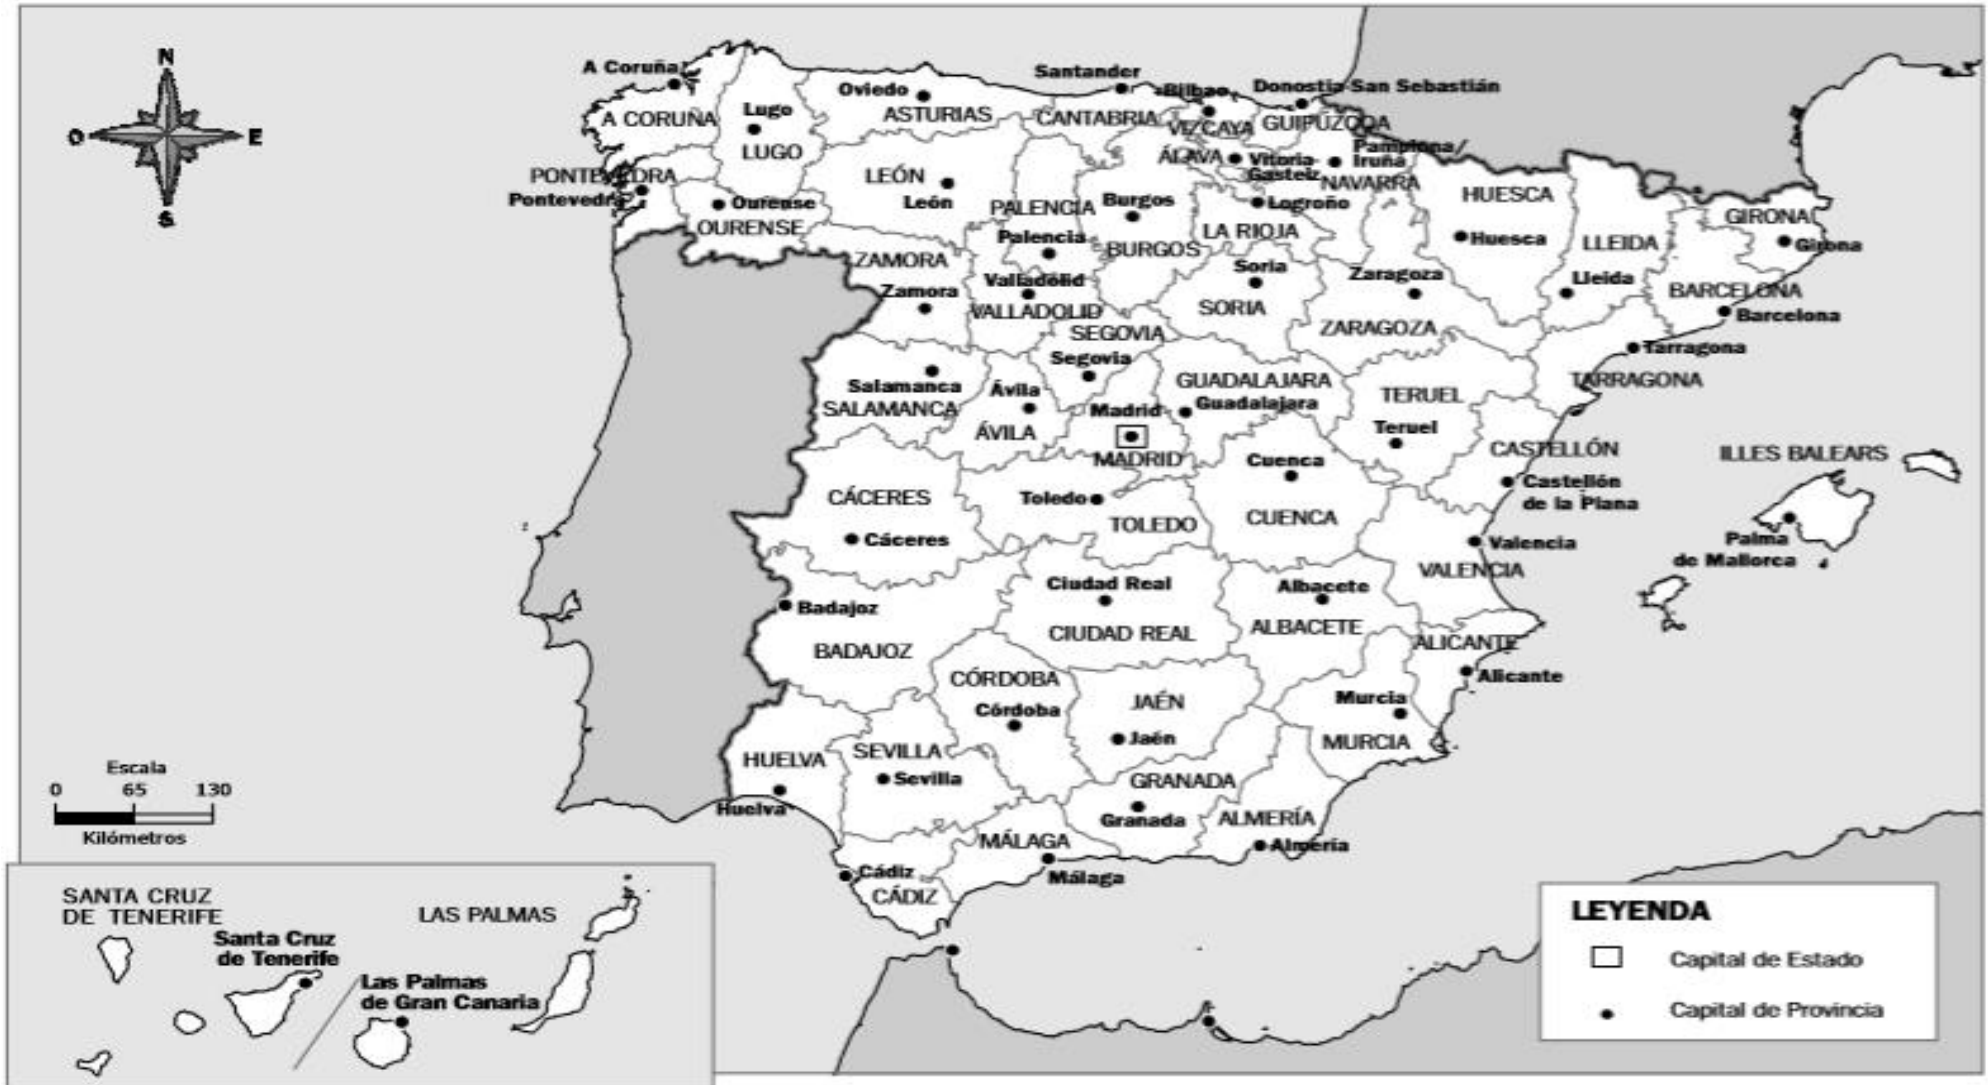 N
O
E
S
A Coruña
A CORUÑA
Lugo
LUGO
Oviedo
ASTURIAS
Santander
CANTABRIA
Bilbao
VIZCAYA
Donostia-San Sebastián
GUIPÚZCOA
ÁLAVA
Vitoria-
Gasteiz
Pamplona/
Iruña
NAVARRA
PONTEVEDRA
Pontevedra
Ourense
OURENSE
LEÓN
León
PALENCIA
Palencia
Burgos
BURGOS
Logroño
LA RIOJA
HUESCA
Huesca
LLEIDA
Lleida
GIRONA
Girona
BARCELONA
Barcelona
ZAMORA
Zamora
Valladolid
VALLADOLID
Soria
SORIA
Zaragoza
ZARAGOZA
SEGOVIA
Segovia
Tarragona
TARRAGONA
Salamanca
SALAMANCA
Ávila
ÁVILA
Madrid
MADRID
GUADALAJARA
Guadalajara
TERUEL
Teruel
CASTELLÓN
Castellón
de la Plana
ILLES BALEARS
Palma
de Mallorca
CÁCERES
Cáceres
Toledo
TOLEDO
Cuenca
CUENCA
Valencia
VALENCIA
Badajoz
BADAJOZ
Ciudad Real
CIUDAD REAL
Albacete
ALBACETE
ALICANTE
Alicante
CÓRDOBA
Córdoba
JAÉN
Jaén
Murcia
MURCIA
HUELVA
Huelva
SEVILLA
Sevilla
GRANADA
Granada
ALMERÍA
Almería
MÁLAGA
Málaga
Cádiz
CÁDIZ
Escala
0 65 130
Kilómetros
SANTA CRUZ
DE TENERIFE
Santa Cruz
de Tenerife
LAS PALMAS
Las Palmas
de Gran Canaria
LEYENDA
Capital de Estado
Capital de Provincia